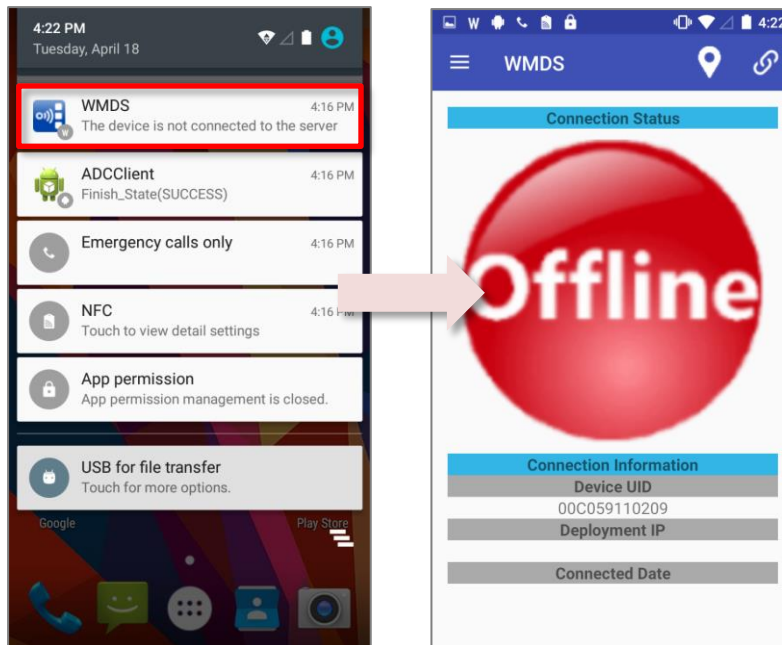 4:22 PM
Tuesday, April 18
WMDS
4:16 PM
The device is not connected to the server
W
ADCClient
4:16 PM
Finish_State(SUCCESS)
Emergency calls only
4:16 PM
NFC
4:16 PM
Touch to view detail settings
App permission
App permission management is closed.
USB for file transfer
Touch for more options.
Google
Play Store
W
4:22
WMDS
Connection Status
Offline
Connection Information
Device UID
00C059110209
Deployment IP
Connected Date